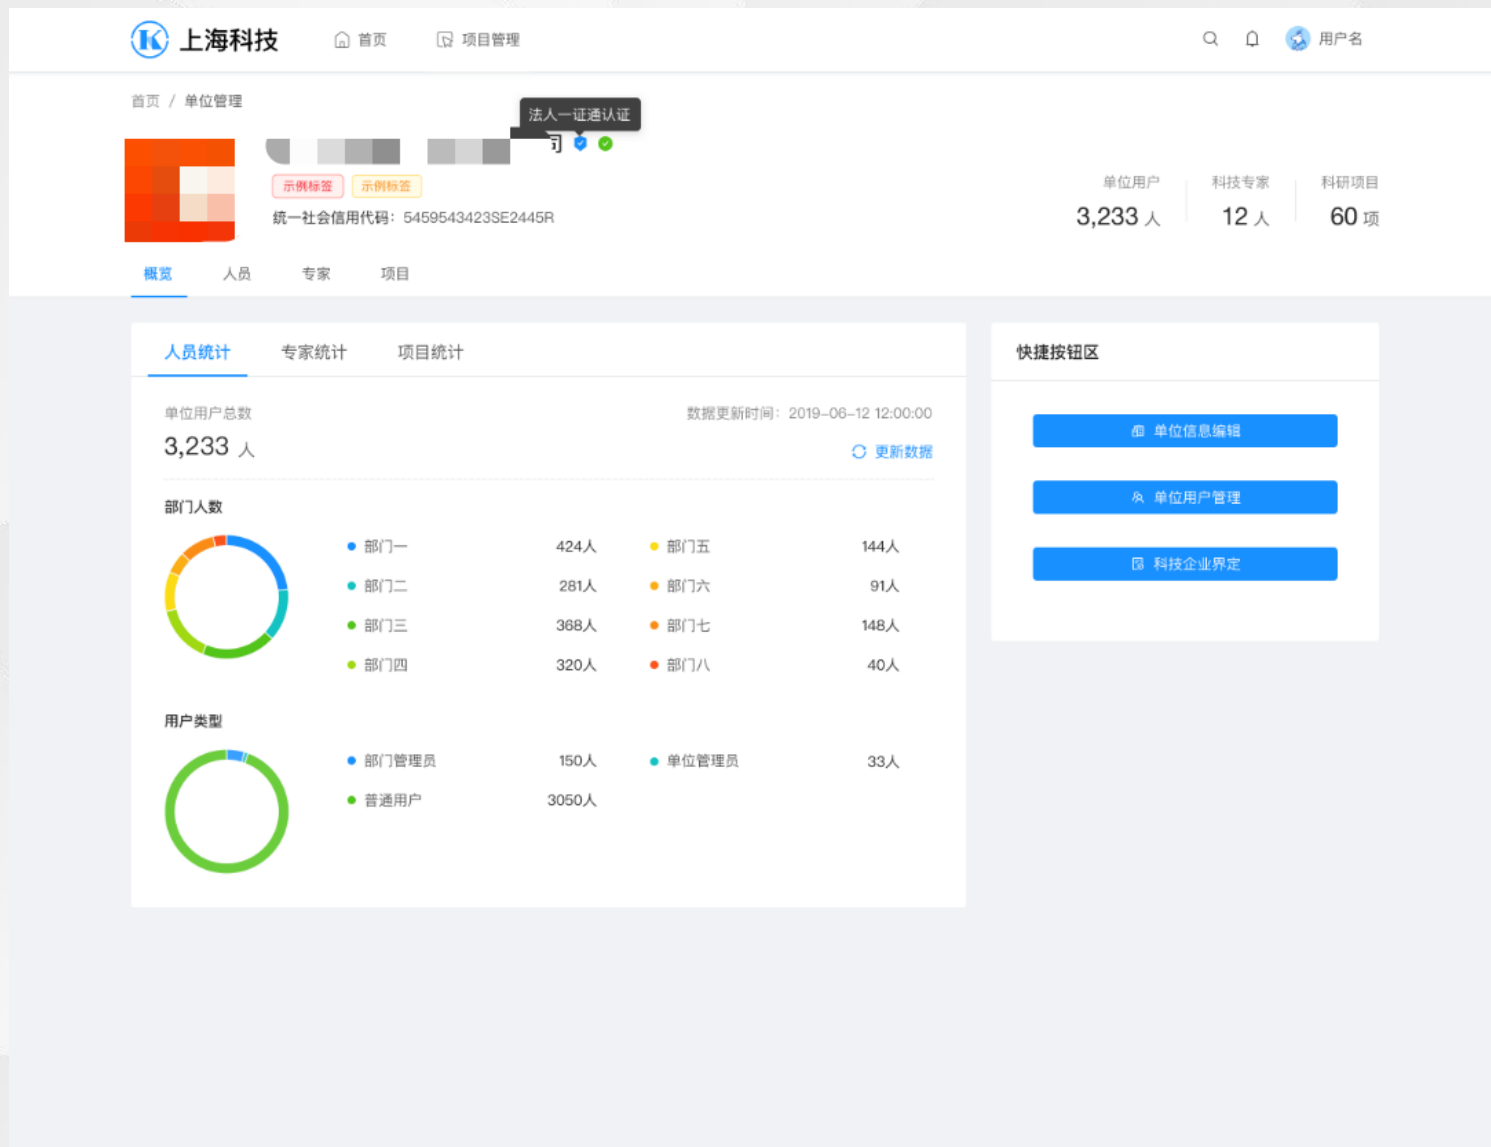 上海科技 首页 项目管理 用户名
首页 / 单位管理
法人一证通认证
司
示例标签 示例标签
统一社会信用代码：5459543423SE2445R
单位用户 科技专家 科研项目
3,233 人 12 人 60 项
概览 人员 专家 项目
人员统计 专家统计 项目统计
单位用户总数 数据更新时间：2019-06-12 12:00:00
3,233 人 更新数据
部门人数
部门一 424人 部门五 144人
部门二 281人 部门六 91人
部门三 368人 部门七 148人
部门四 320人 部门八 40人
用户类型
部门管理员 150人 单位管理员 33人
普通用户 3050人
快捷按钮区
单位信息编辑
单位用户管理
科技企业界定